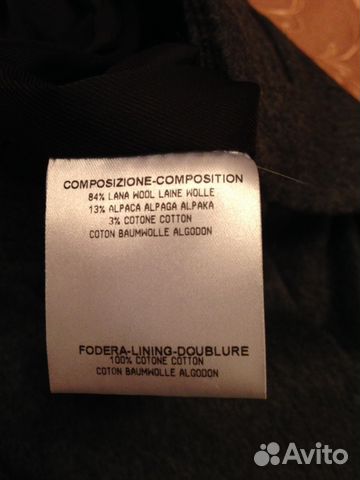 COMPOSIZIONE-COMPOSITION
84% LANA WOOL LAINE WOLLE
13% ALPACA ALPAGA ALPAKA
3% COTONE COTTON
COTON BAUMWOLLE ALGODON
FODERA-LINING-DOUBLURE
100% COTONE COTTON
COTON BAUMWOLLE ALGODON
Avito